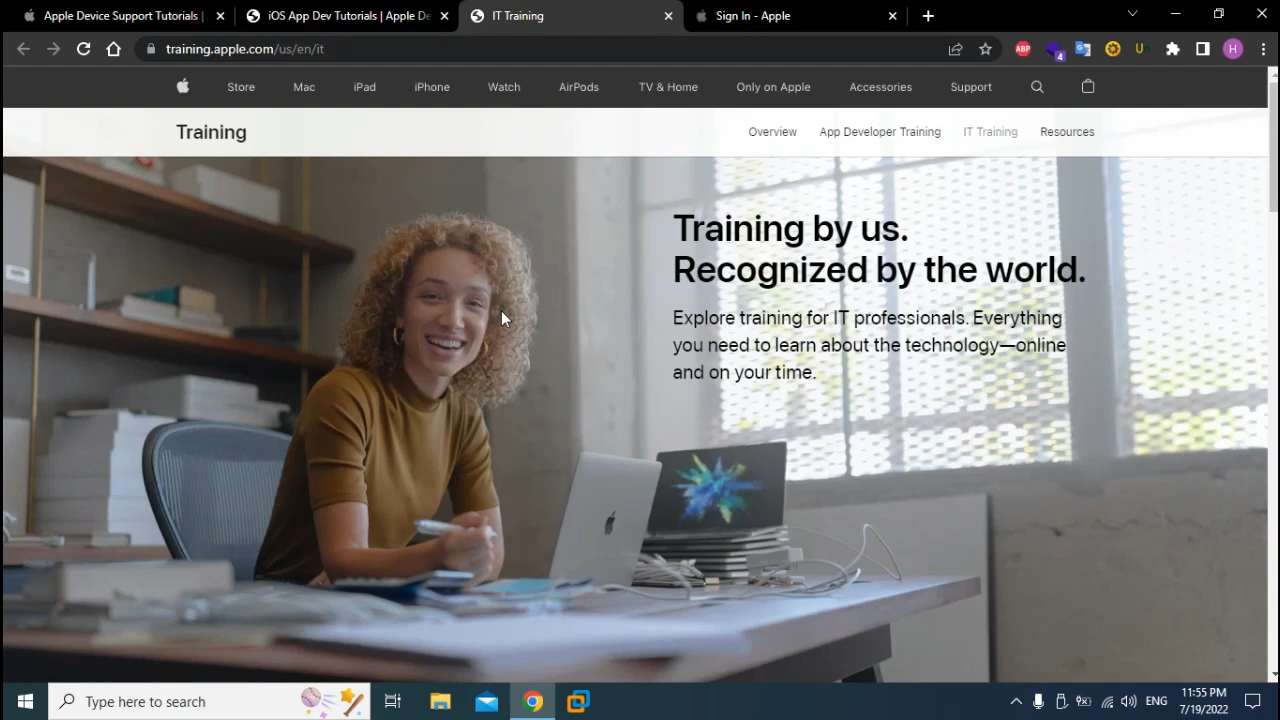 Apple Device Support Tutorials |
iOS App Dev Tutorials | Apple De
IT Training
Sign In - Apple
training.apple.com/us/en/it
ABP
4
U
H
Store
Mac
iPad
iPhone
Watch
AirPods
TV & Home
Only on Apple
Accessories
Support
Training
Overview
App Developer Training
IT Training
Resources
Training by us.
Recognized by the world.
Explore training for IT professionals. Everything
you need to learn about the technology—online
and on your time.
Type here to search
ENG
11:55 PM
7/19/2022